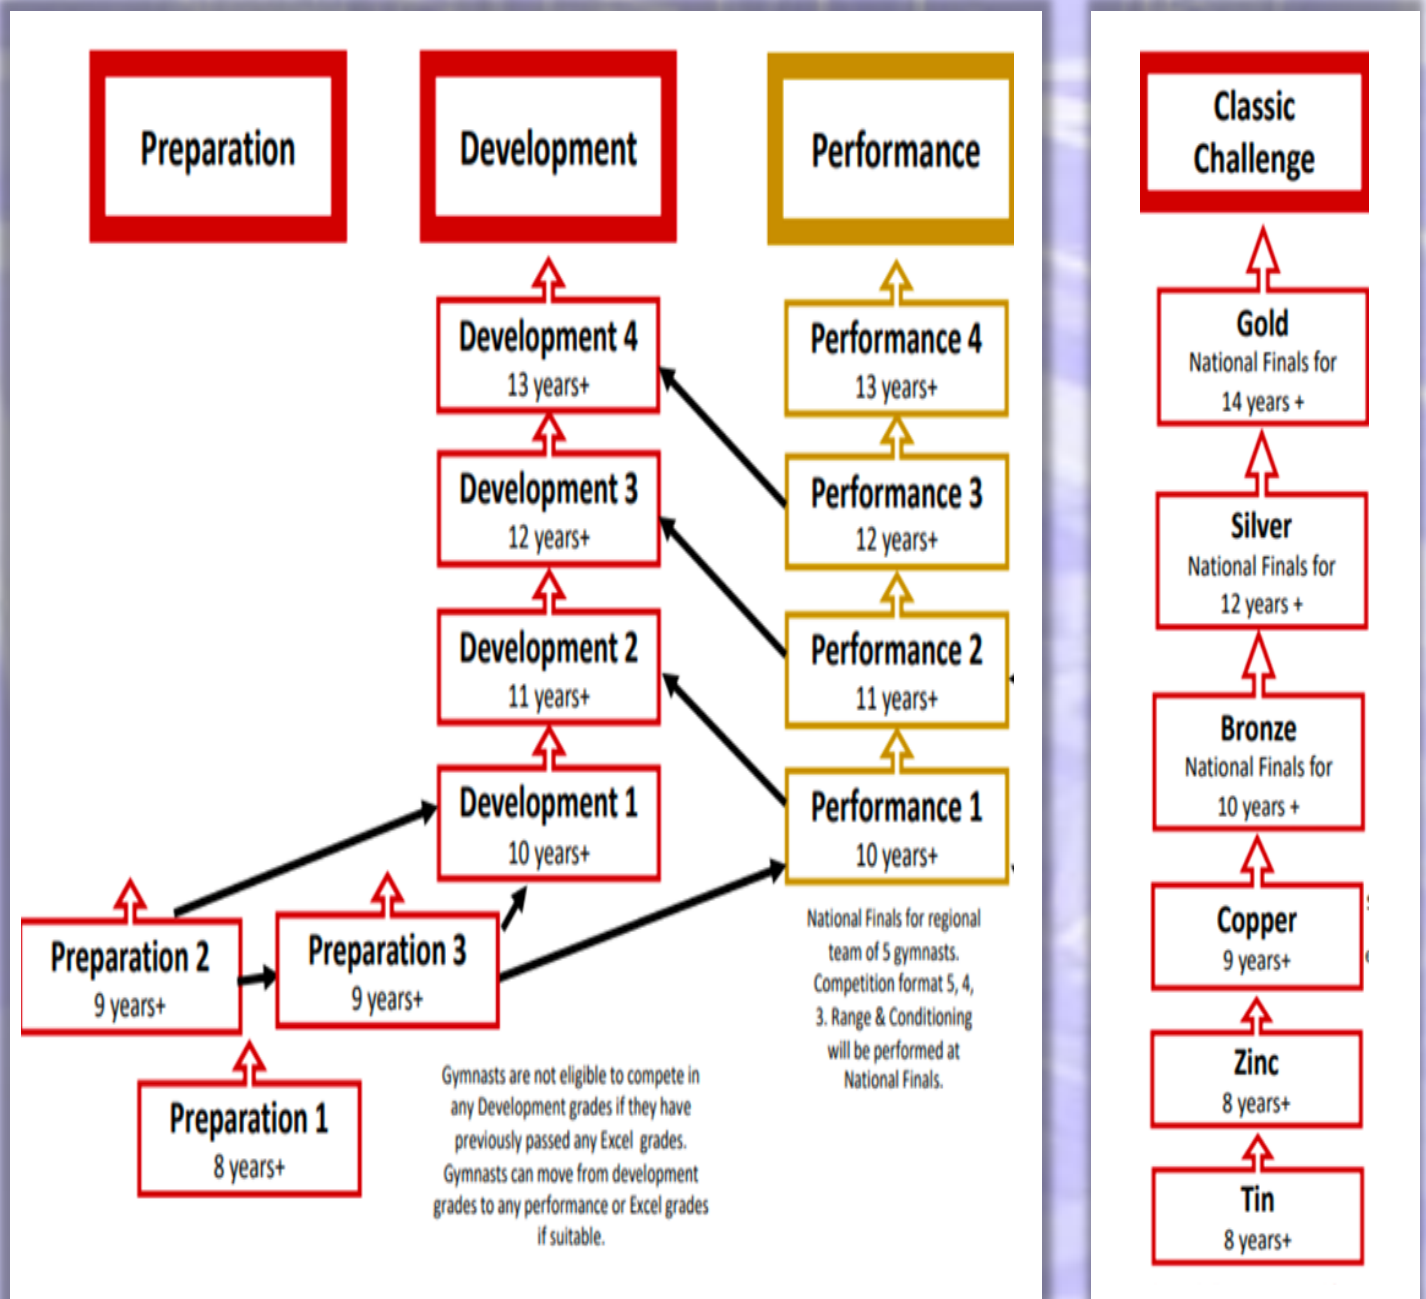 Preparation
Development
Performance
Classic
Challenge
Development 4
13 years+
Development 3
12 years+
Development 2
11 years+
Development 1
10 years+
Performance 4
13 years+
Performance 3
12 years+
Performance 2
11 years+
Performance 1
10 years+
Preparation 2
9 years+
Preparation 3
9 years+
Preparation 1
8 years+
Gymnasts are not eligible to compete in
any Development grades if they have
previously passed any Excel grades.
Gymnasts can move from development
grades to any performance or Excel grades
if suitable.
National Finals for regional
team of 5 gymnasts.
Competition format 5, 4,
3. Range & Conditioning
will be performed at
National Finals.
Gold
National Finals for
14 years +
Silver
National Finals for
12 years +
Bronze
National Finals for
10 years +
Copper
9 years+
Zinc
8 years+
Tin
8 years+